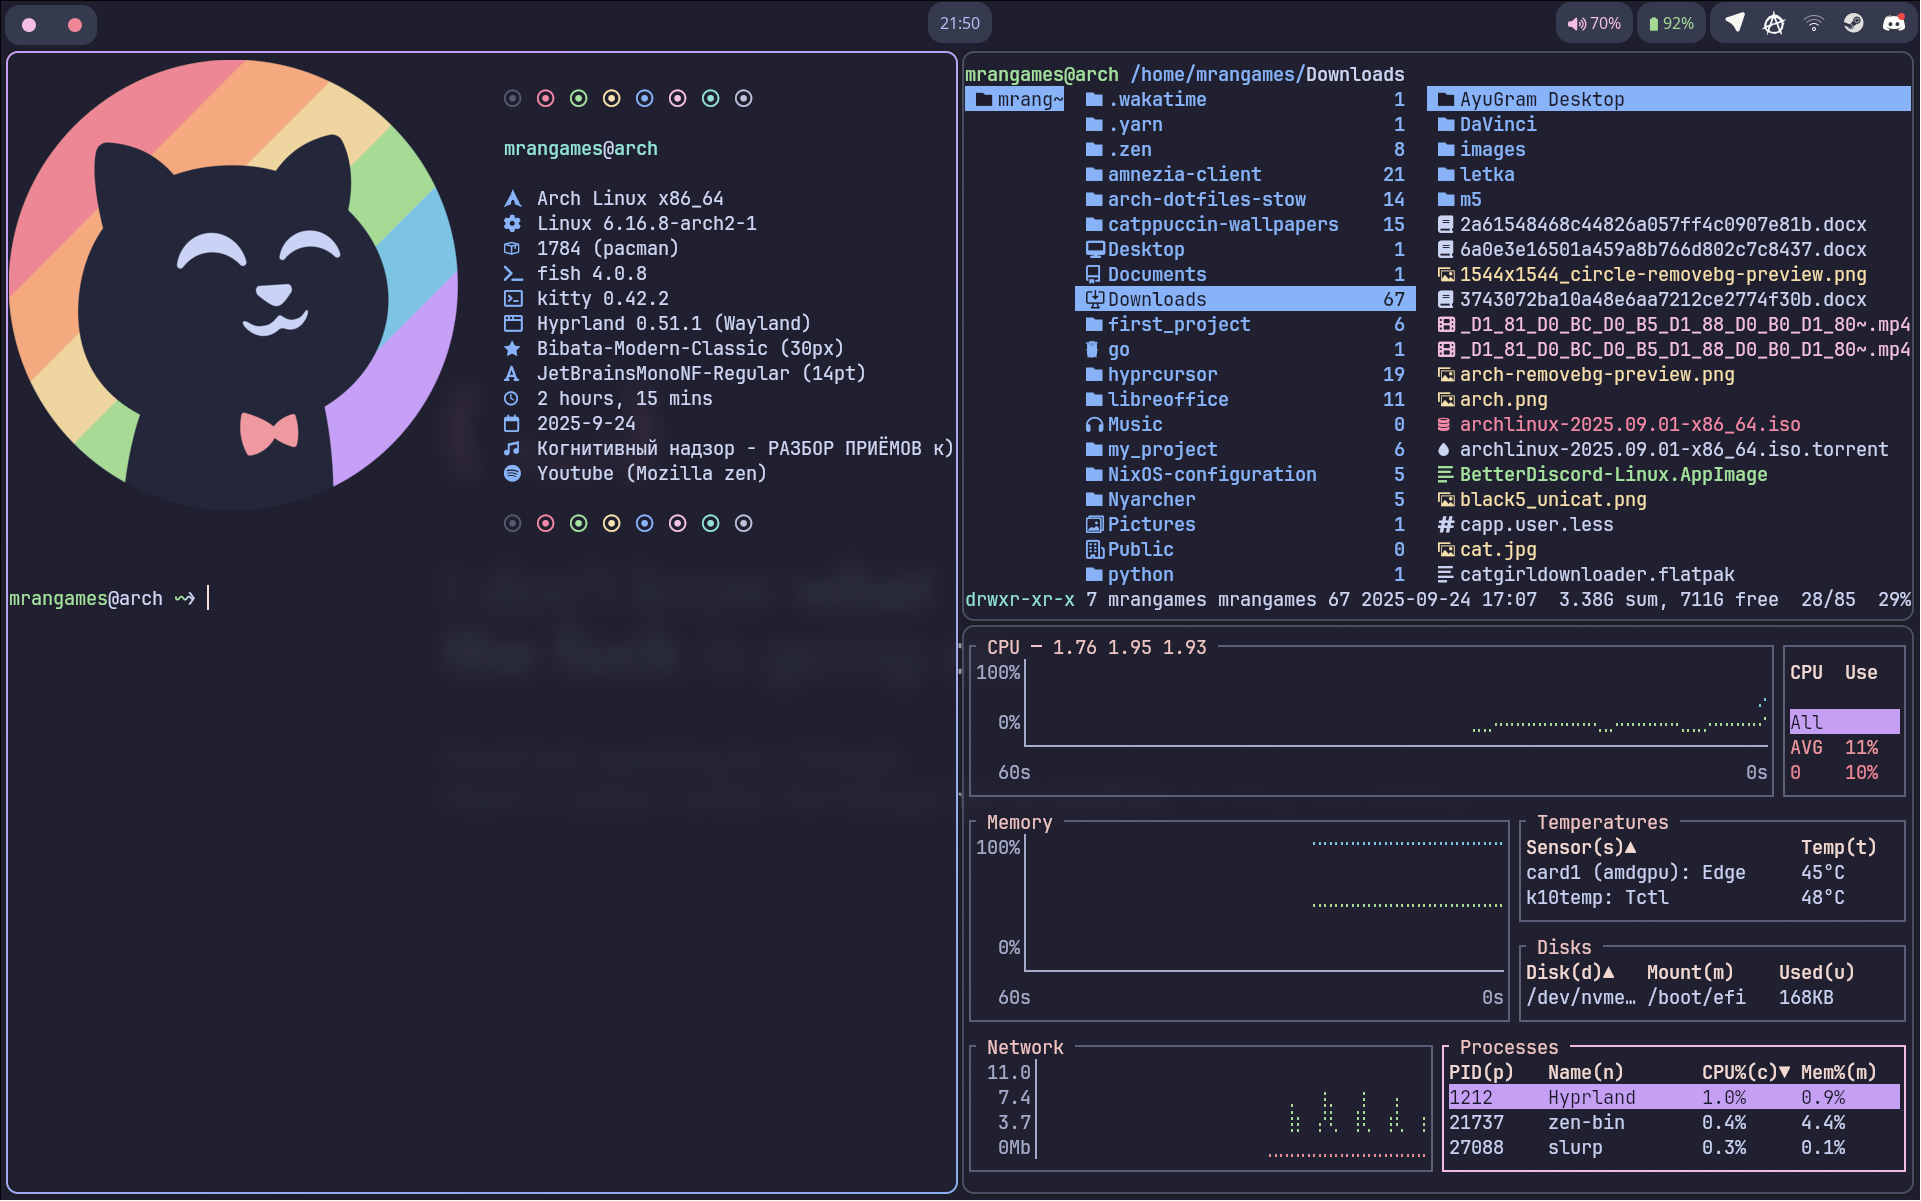 21:50
70%
92%
mrangames@arch
Arch Linux x86_64
Linux 6.16.8-arch2-1
1784 (pacman)
fish 4.0.8
kitty 0.42.2
Hyprland 0.51.1 (Wayland)
Bibata-Modern-Classic (30px)
JetBrainsMonoNF-Regular (14pt)
2 hours, 15 mins
2025-9-24
Когнитивный надзор - РАЗБОР ПРИЁМОВ к)
Youtube (Mozilla zen)
mrangames@arch
mrangames@arch /home/mrangames/Downloads
mrang~
.wakatime 1
.yarn 1
.zen 8
amnezia-client 21
arch-dotfiles-stow 14
catppuccin-wallpapers 15
Desktop 1
Documents 1
Downloads 67
first_project 6
go 1
hyprcursor 19
libreoffice 11
Music 0
my_project 6
NixOS-configuration 5
Nyarcher 5
Pictures 1
Public 0
python 1
AyuGram Desktop
DaVinci
images
letka
m5
2a61548468c44826a057ff4c0907e81b.docx
6a0e3e16501a459a8b766d802c7c8437.docx
1544x1544_circle-removebg-preview.png
3743072ba10a48e6aa7212ce2774f30b.docx
_D1_81_D0_BC_D0_B5_D1_88_D0_B0_D1_80~.mp4
_D1_81_D0_BC_D0_B5_D1_88_D0_B0_D1_80~.mp4
arch-removebg-preview.png
arch.png
archlinux-2025.09.01-x86_64.iso
archlinux-2025.09.01-x86_64.iso.torrent
BetterDiscord-Linux.AppImage
black5_unicat.png
capp.user.less
cat.jpg
catgirldownloader.flatpak
drwxr-xr-x 7 mrangames mrangames 67 2025-09-24 17:07 3.38G sum, 711G free 28/85 29%
CPU — 1.76 1.95 1.93
100%
0%
60s 0s
CPU Use
All
AVG 11%
0 10%
Memory
100%
0%
60s 0s
Temperatures
Sensor(s)▲ Temp(t)
card1 (amdgpu): Edge 45°C
k10temp: Tctl 48°C
Disks
Disk(d)▲ Mount(m) Used(u)
/dev/nvme… /boot/efi 168KB
Network
11.0
7.4
3.7
0Mb
Processes
PID(p) Name(n) CPU%(c)▼ Mem%(m)
1212 Hyprland 1.0% 0.9%
21737 zen-bin 0.4% 4.4%
27088 slurp 0.3% 0.1%